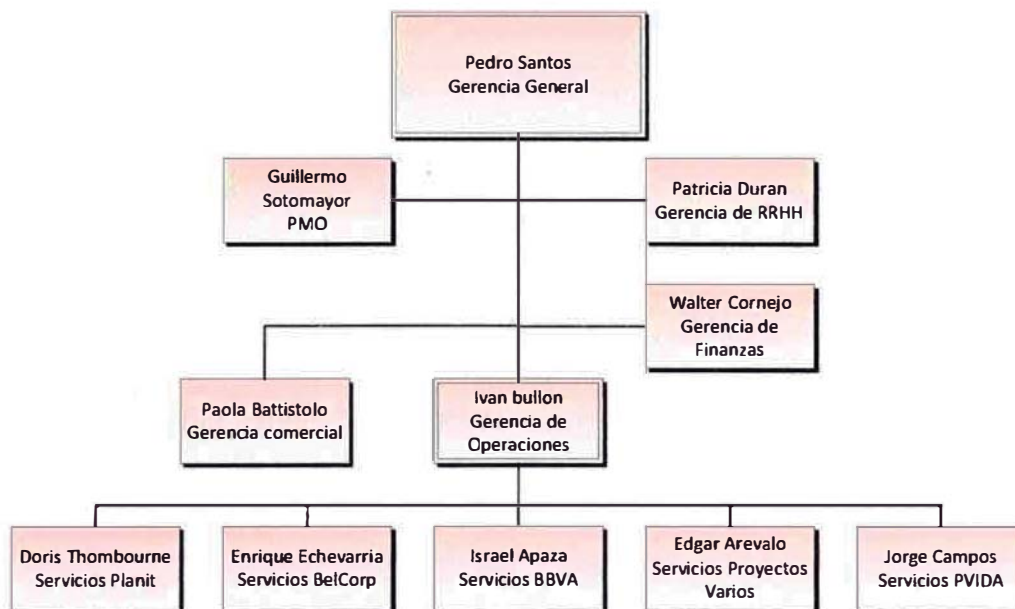 Pedro Santos
Gerencia General
Guillermo
Sotomayor
PMO
Patricia Duran
Gerencia de RRHH
Walter Cornejo
Gerencia de
Finanzas
Paola Battistolo
Gerencia comercial
Ivan bullon
Gerencia de
Operaciones
Doris Thombourne
Servicios Planit
Enrique Echevarria
Servicios BelCorp
Israel Apaza
Servicios BBVA
Edgar Arevalo
Servicios Proyectos
Varios
Jorge Campos
Servicios PVIDA